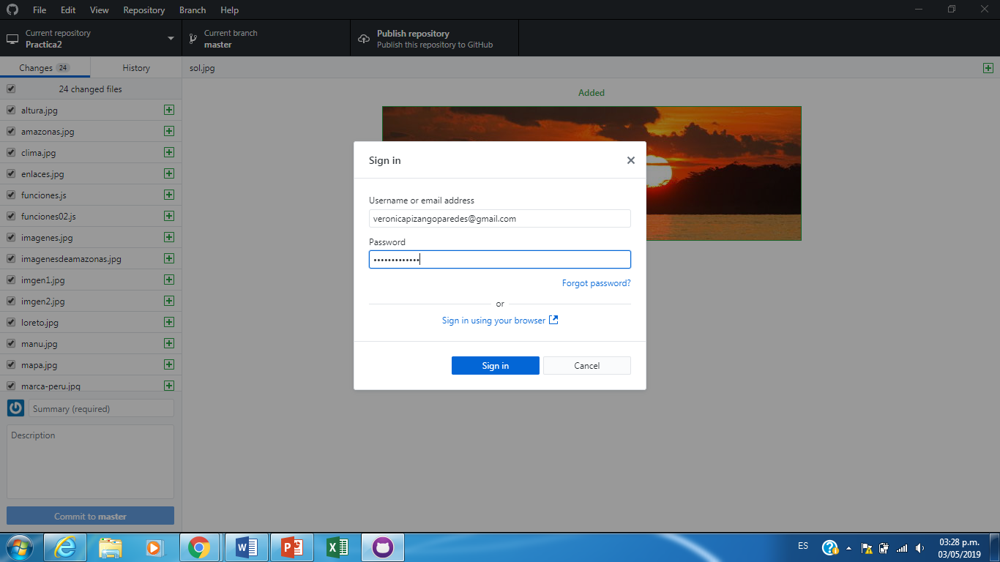 File Edit View Repository Branch Help
Current repository
Practica2
Current branch
master
Publish repository
Publish this repository to GitHub
Changes 24 History
sol.jpg
24 changed files
Added
altura.jpg
amazonas.jpg
clima.jpg
enlaces.jpg
funciones.js
funciones02.js
imagenes.jpg
imagenesdeamazonas.jpg
imgen1.jpg
imgen2.jpg
loreto.jpg
manu.jpg
mapa.jpg
marca-peru.jpg
Summary (required)
Description
Commit to master
Sign in
Username or email address
veronicapizangoparedes@gmail.com
Password
•••••••••••••
Forgot password?
or
Sign in using your browser
Sign in Cancel
ES
03:28 p.m.
03/05/2019